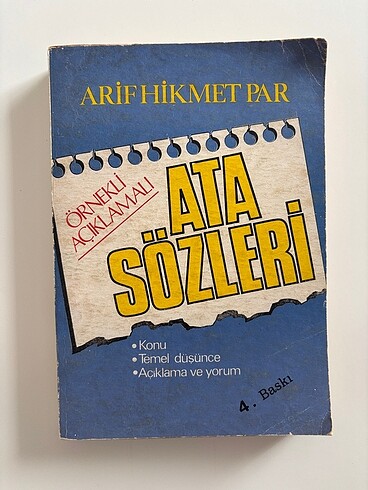 ARİF HİKMET PAR
ÖRNEKLİ
AÇIKLAMALI
ATA
SÖZLERİ
• Konu
• Temel düşünce
• Açıklama ve yorum
4. Baskı